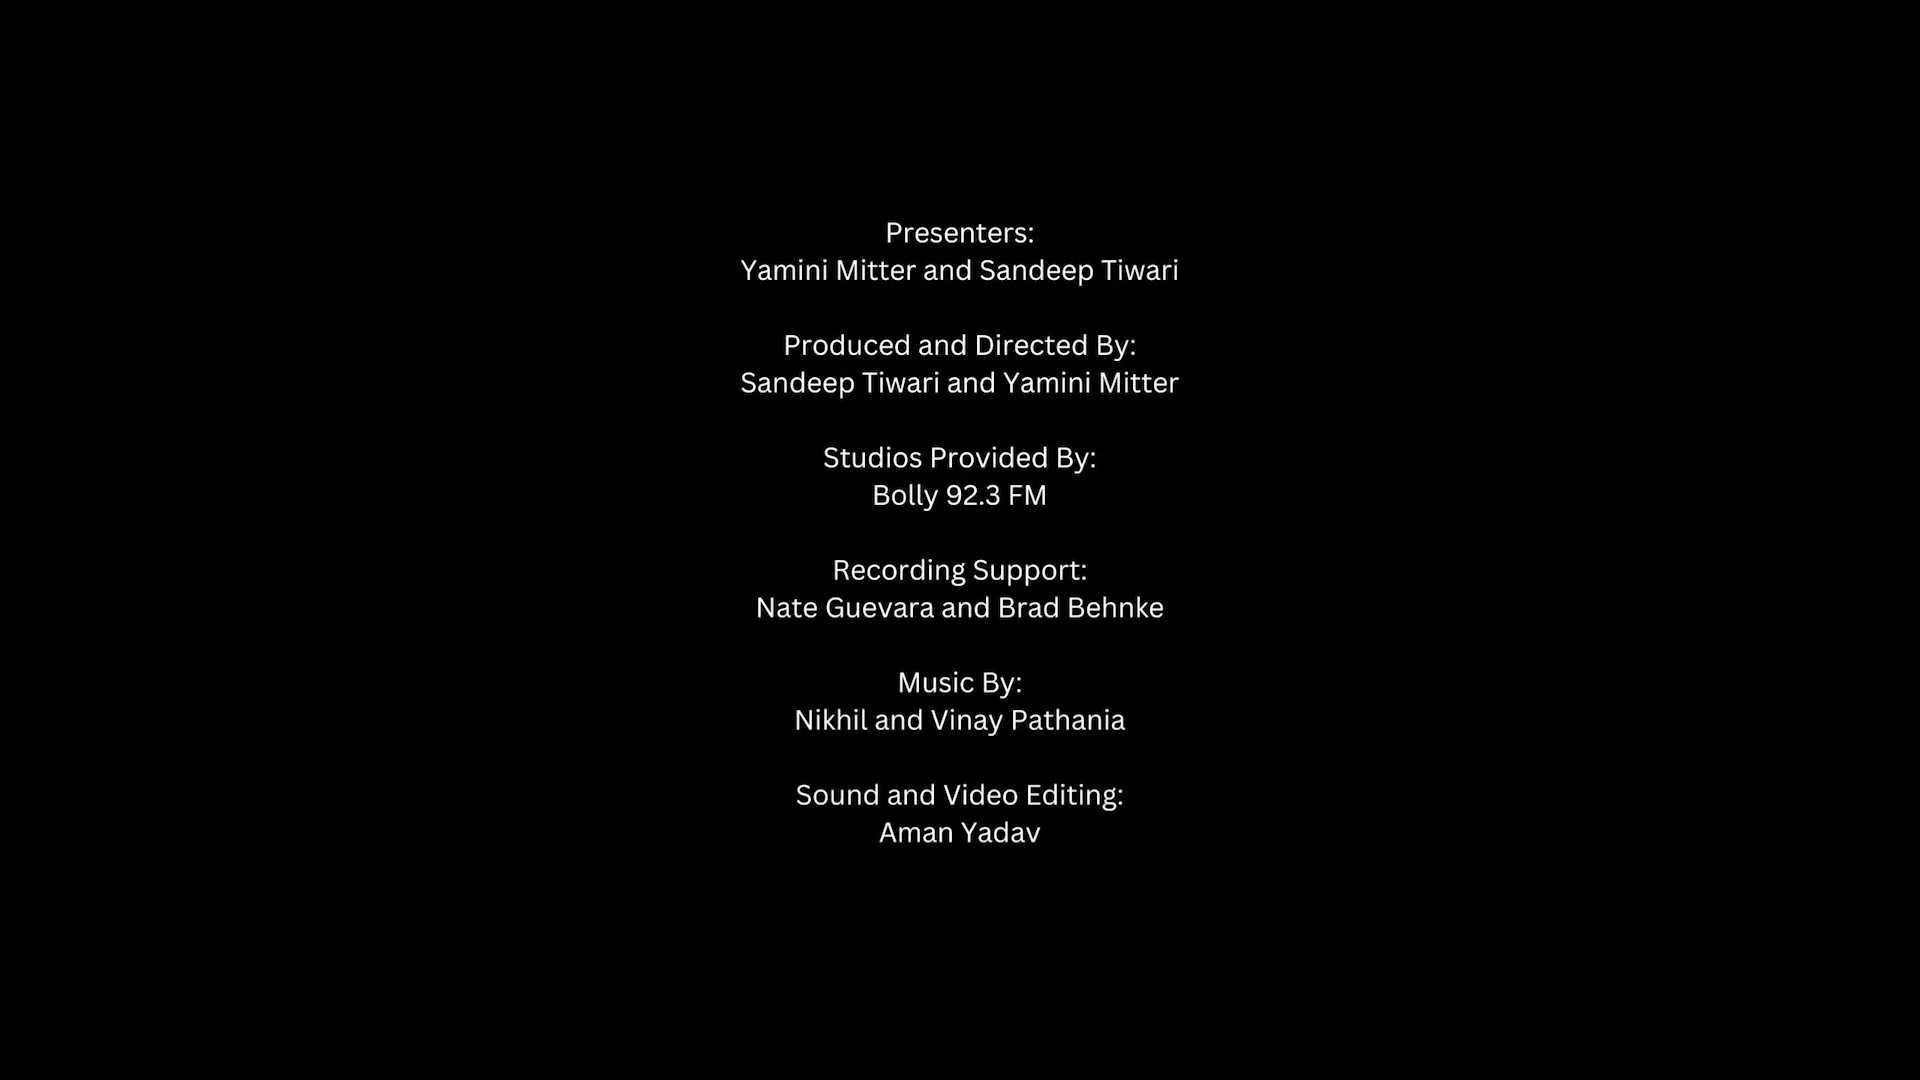 Presenters:
Yamini Mitter and Sandeep Tiwari
Produced and Directed By:
Sandeep Tiwari and Yamini Mitter
Studios Provided By:
Bolly 92.3 FM
Recording Support:
Nate Guevara and Brad Behnke
Music By:
Nikhil and Vinay Pathania
Sound and Video Editing:
Aman Yadav